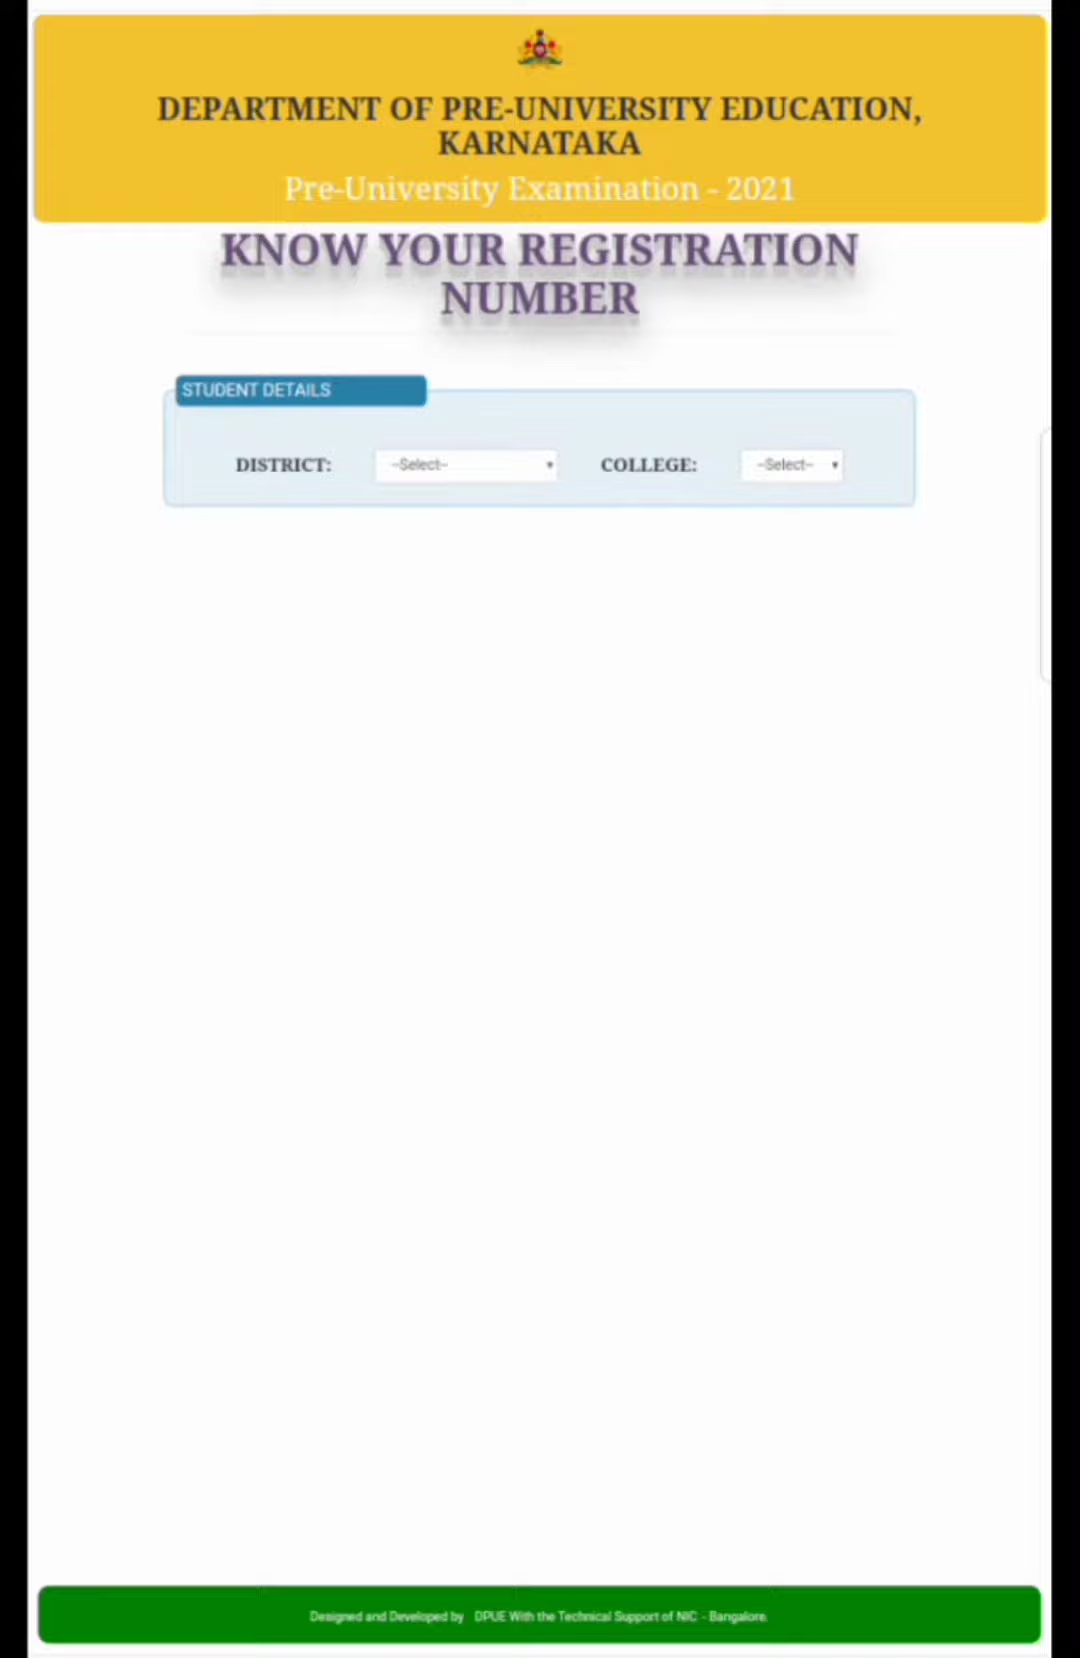 DEPARTMENT OF PRE-UNIVERSITY EDUCATION,
KARNATAKA
Pre-University Examination - 2021
KNOW YOUR REGISTRATION
NUMBER
STUDENT DETAILS
DISTRICT: --Select-- COLLEGE: --Select--
Designed and Developed by DPUE With the Technical Support of NIC - Bangalore.